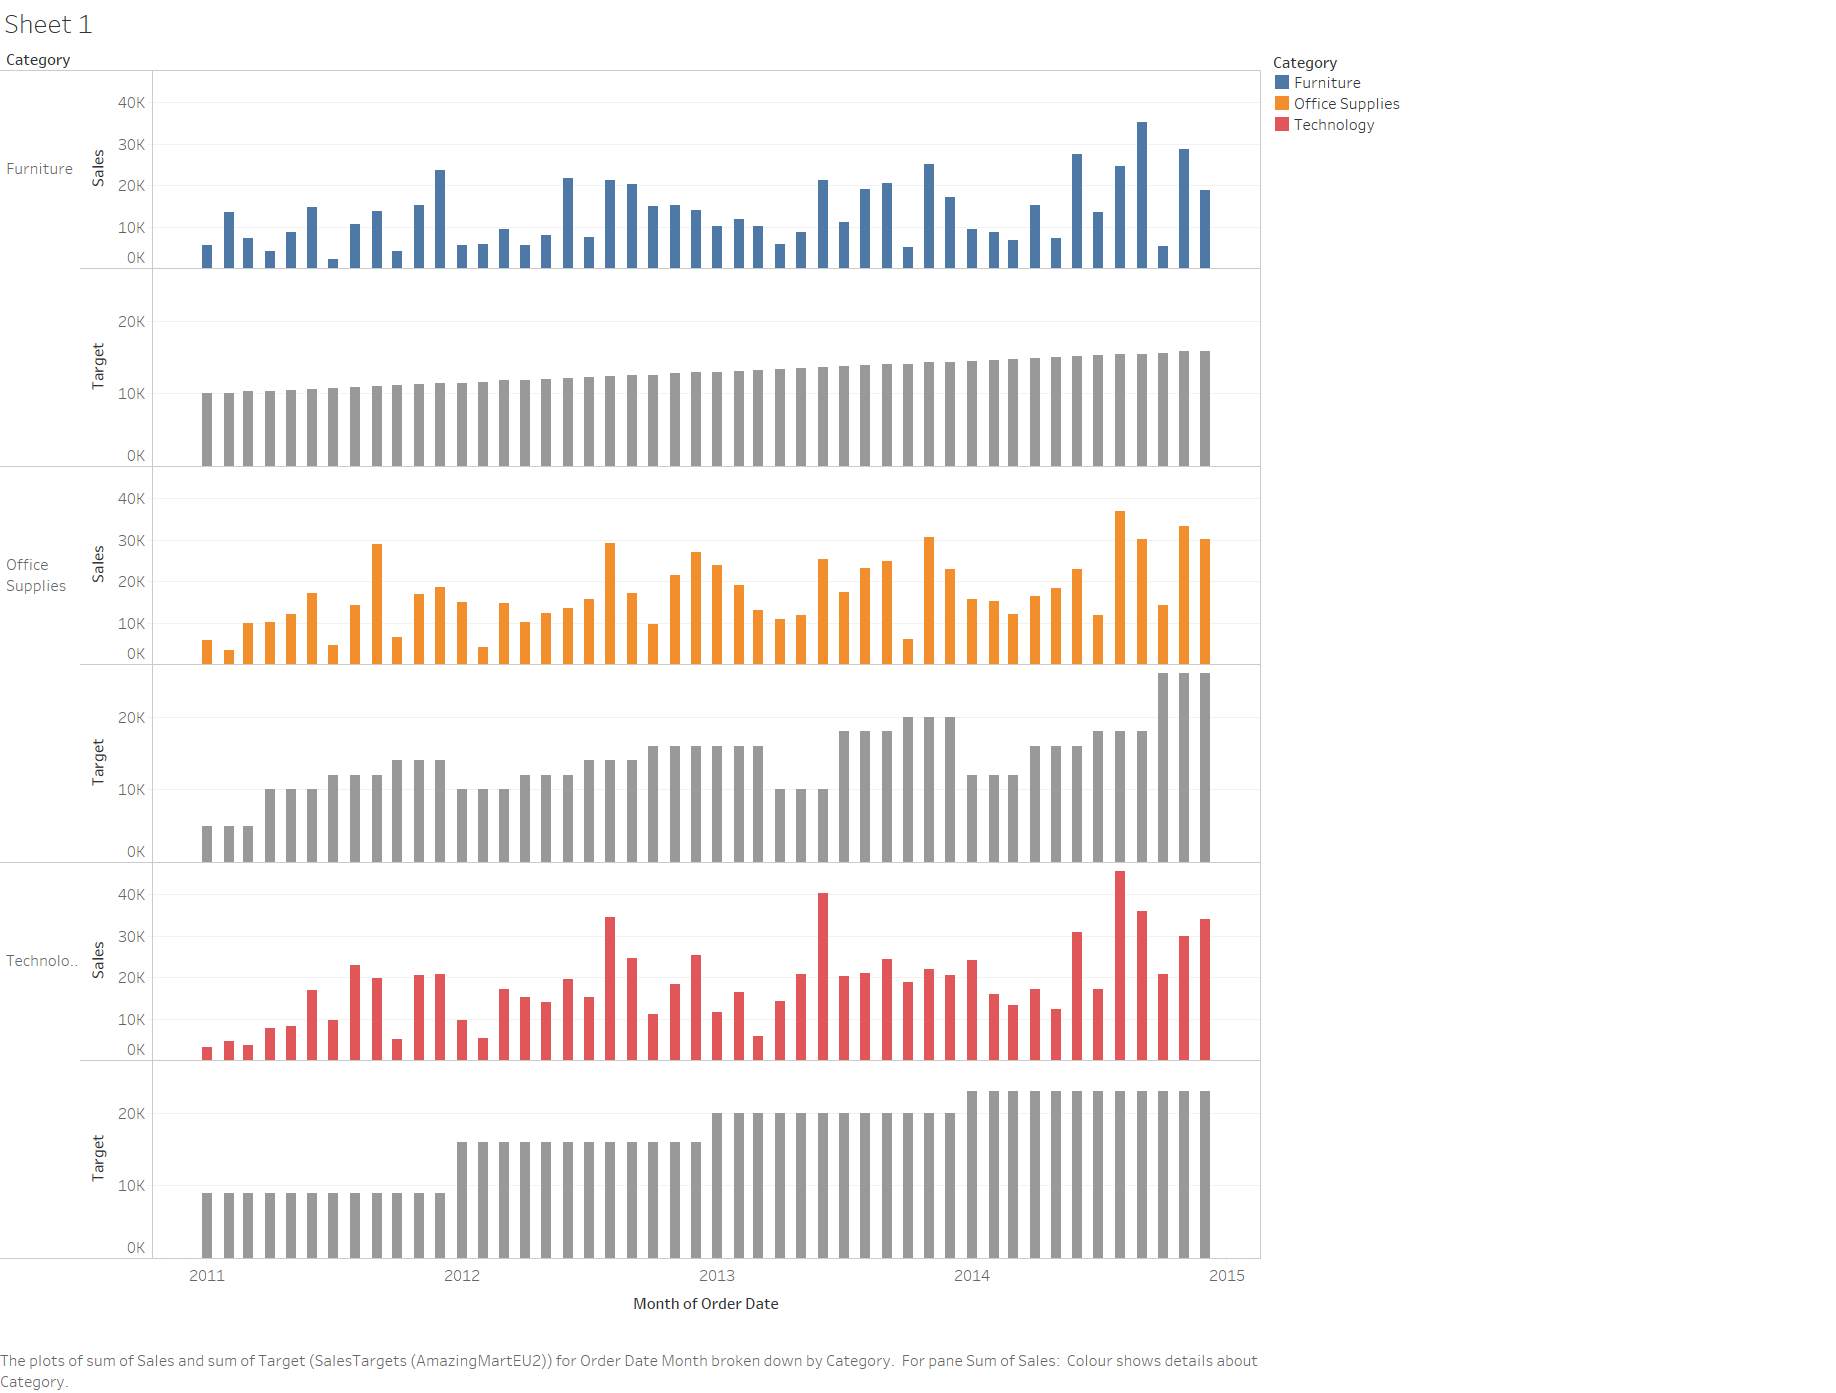 Sheet 1
Category
Furniture
Sales
40K
30K
20K
10K
0K
Target
20K
10K
0K
Office
Supplies
Sales
40K
30K
20K
10K
0K
Target
20K
10K
0K
Technolo..
Sales
40K
30K
20K
10K
0K
Target
20K
10K
0K
2011 2012 2013 2014 2015
Month of Order Date
Category
Furniture
Office Supplies
Technology
The plots of sum of Sales and sum of Target (SalesTargets (AmazingMartEU2)) for Order Date Month broken down by Category. For pane Sum of Sales: Colour shows details about
Category.